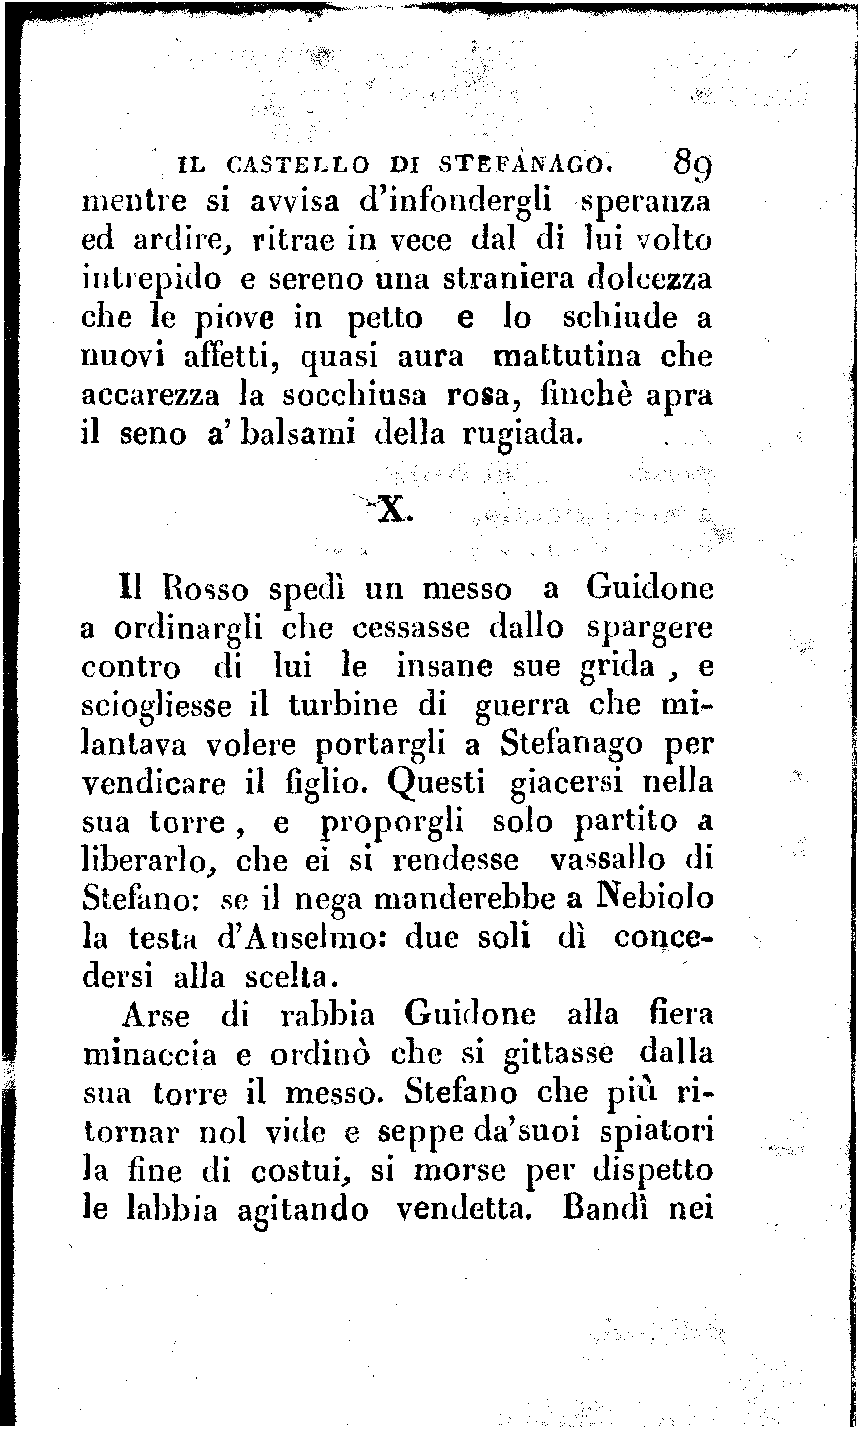 IL CASTELLO DI STEFÀNAGO. 89
mentre si avvisa d'infondergli speranza
ed ardire, ritrae in vece dal di lui volto
intrepido e sereno una straniera dolcezza
che le piove in petto e lo schiude a
nuovi affetti, quasi aura mattutina che
accarezza la socchiusa rosa, finchè apra
il seno a' balsami della rugiada.
X.
Il Rosso spedì un messo a Guidone
a ordinargli che cessasse dallo spargere
contro di lui le insane sue grida , e
sciogliesse il turbine di guerra che mi-
lantava volere portargli a Stefanago per
vendicare il figlio. Questi giacersi nella
sua torre , e proporgli solo partito a
liberarlo, che ei si rendesse vassallo di
Stefano: se il nega manderebbe a Nebiolo
la testa d'Anselmo: due soli dì conce-
dersi alla scelta.
Arse di rabbia Guidone alla fiera
minaccia e ordinò che si gittasse dalla
sua torre il messo. Stefano che più ri-
tornar nol vide e seppe da'suoi spiatori
la fine di costui, si morse per dispetto
le labbia agitando vendetta. Bandì nei